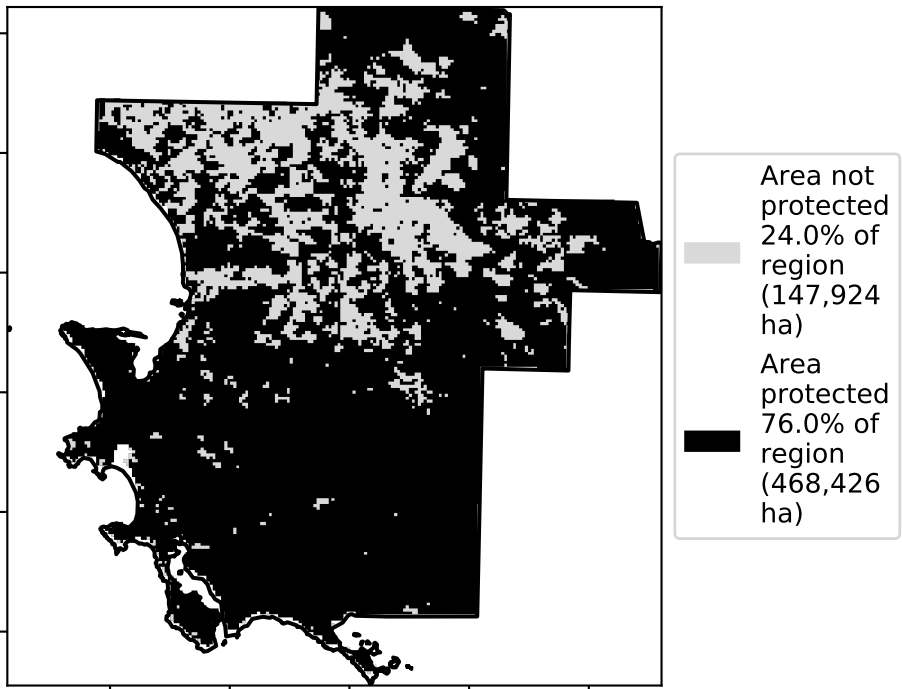 Area not
protected
24.0% of
region
(147,924
ha)
Area
protected
76.0% of
region
(468,426
ha)